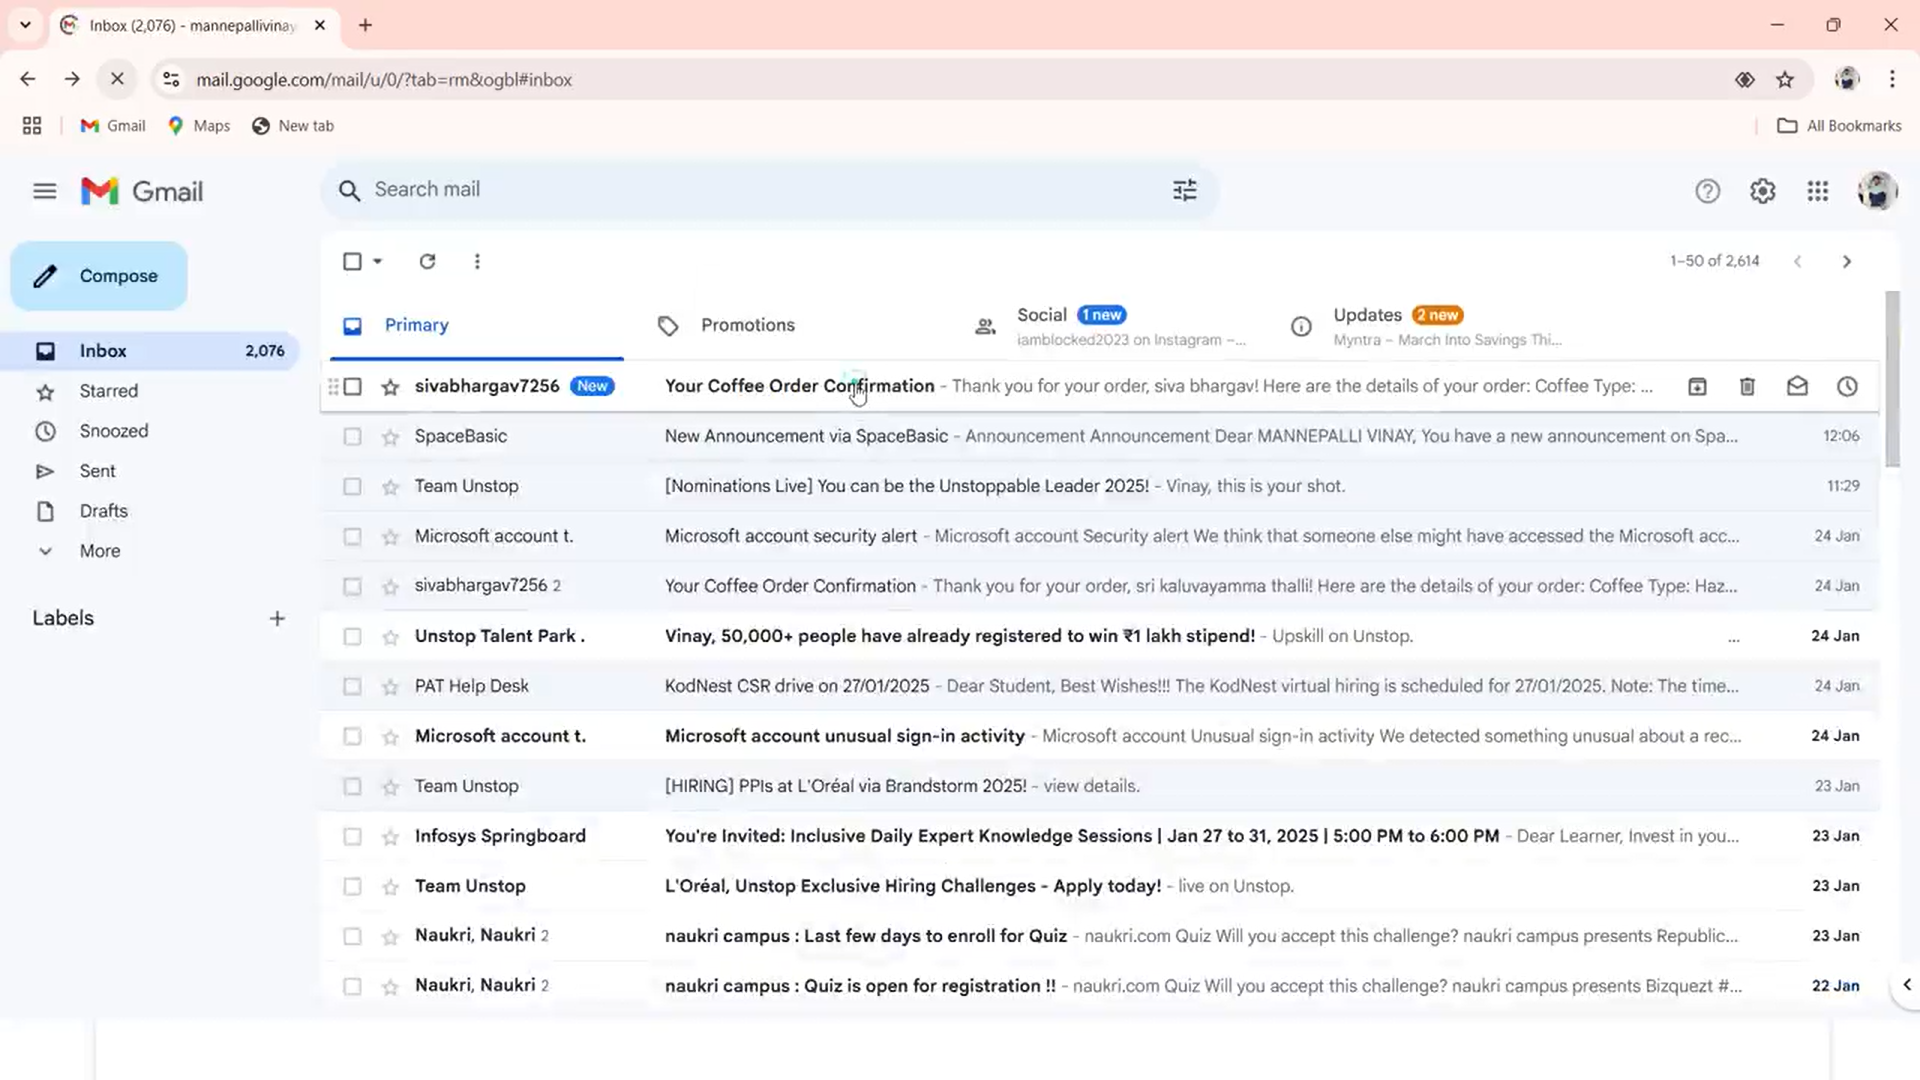 Inbox (2,076) - mannepallivinay
mail.google.com/mail/u/0/?tab=rm&ogbl#inbox
Gmail Maps New tab All Bookmarks
Gmail
Search mail
Compose
1–50 of 2,614
Primary
Promotions
Social 1 new
iamblocked2023 on Instagram –...
Updates 2 new
Myntra – March Into Savings Thi...
Inbox 2,076
Starred
Snoozed
Sent
Drafts
More
Labels
sivabhargav7256 New Your Coffee Order Confirmation - Thank you for your order, siva bhargav! Here are the details of your order: Coffee Type: ...
SpaceBasic New Announcement via SpaceBasic - Announcement Announcement Dear MANNEPALLI VINAY, You have a new announcement on Spa... 12:06
Team Unstop [Nominations Live] You can be the Unstoppable Leader 2025! - Vinay, this is your shot. 11:29
Microsoft account t. Microsoft account security alert - Microsoft account Security alert We think that someone else might have accessed the Microsoft acc... 24 Jan
sivabhargav7256 2 Your Coffee Order Confirmation - Thank you for your order, sri kaluvayamma thalli! Here are the details of your order: Coffee Type: Haz... 24 Jan
Unstop Talent Park . Vinay, 50,000+ people have already registered to win ₹1 lakh stipend! - Upskill on Unstop. ... 24 Jan
PAT Help Desk KodNest CSR drive on 27/01/2025 - Dear Student, Best Wishes!!! The KodNest virtual hiring is scheduled for 27/01/2025. Note: The time... 24 Jan
Microsoft account t. Microsoft account unusual sign-in activity - Microsoft account Unusual sign-in activity We detected something unusual about a rec... 24 Jan
Team Unstop [HIRING] PPIs at L'Oréal via Brandstorm 2025! - view details. 23 Jan
Infosys Springboard You're Invited: Inclusive Daily Expert Knowledge Sessions | Jan 27 to 31, 2025 | 5:00 PM to 6:00 PM - Dear Learner, Invest in you... 23 Jan
Team Unstop L'Oréal, Unstop Exclusive Hiring Challenges - Apply today! - live on Unstop. 23 Jan
Naukri, Naukri 2 naukri campus : Last few days to enroll for Quiz - naukri.com Quiz Will you accept this challenge? naukri campus presents Republic... 23 Jan
Naukri, Naukri 2 naukri campus : Quiz is open for registration !! - naukri.com Quiz Will you accept this challenge? naukri campus presents Bizquezt #... 22 Jan